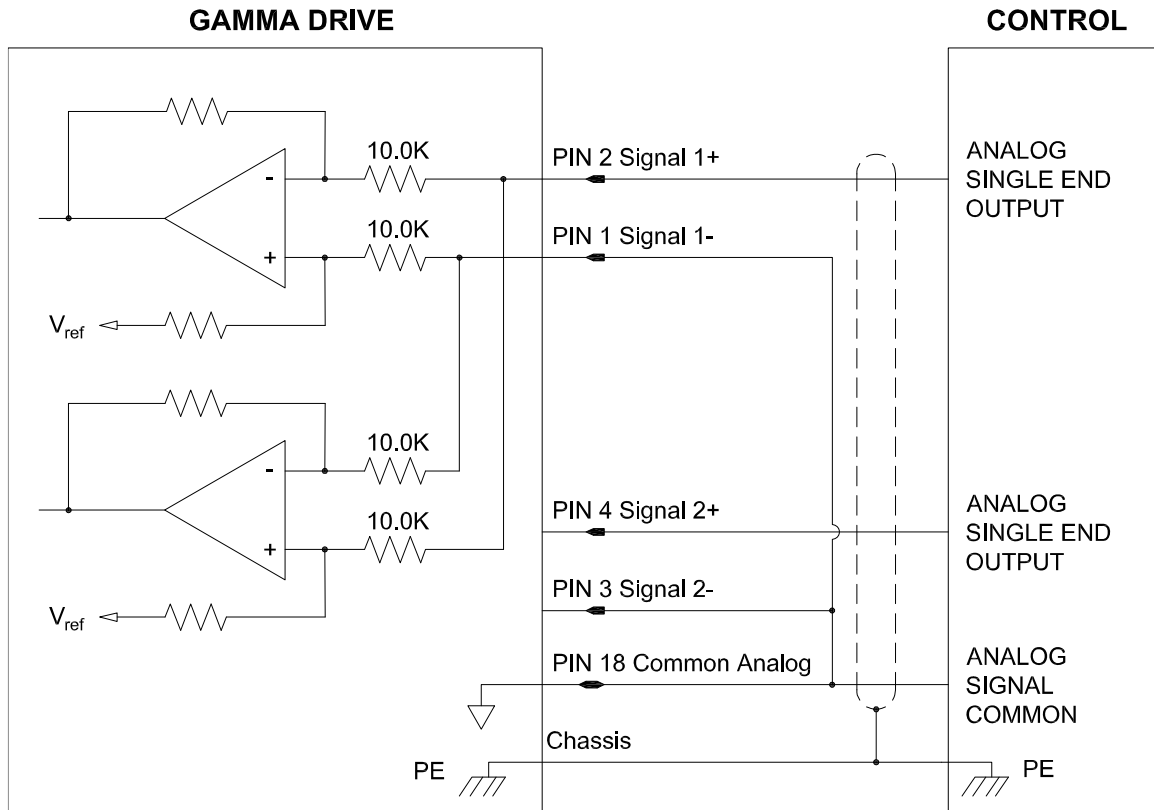 GAMMA DRIVE
CONTROL
10.0K
PIN 2 Signal 1+
ANALOG
SINGLE END
OUTPUT
-
10.0K
PIN 1 Signal 1-
+
Vref
10.0K
-
10.0K
PIN 4 Signal 2+
ANALOG
SINGLE END
OUTPUT
+
PIN 3 Signal 2-
Vref
PIN 18 Common Analog
ANALOG
SIGNAL
COMMON
Chassis
PE
PE